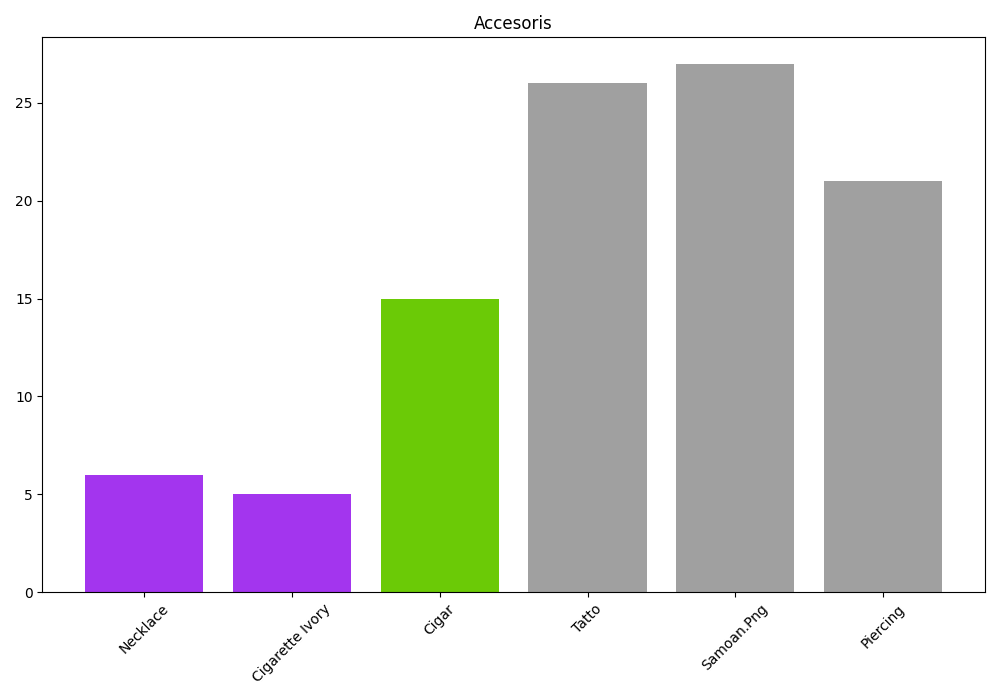 Accesoris
25
20
15
10
5
0
Necklace
Cigarette Ivory
Cigar
Tatto
Samoan.Png
Piercing